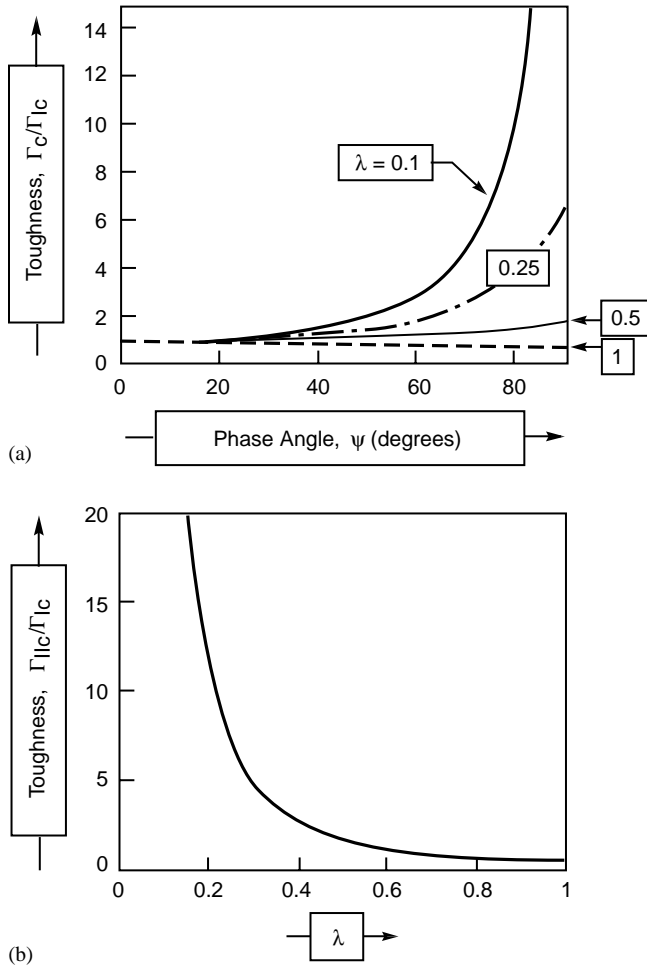 14
12
10
8
6
4
2
0
Toughness, Γc/ΓIc
λ = 0.1
0.25
0.5
1
0 20 40 60 80
Phase Angle, ψ (degrees)
(a)
20
15
10
5
0
Toughness, ΓIIc/ΓIc
0 0.2 0.4 0.6 0.8 1
λ
(b)